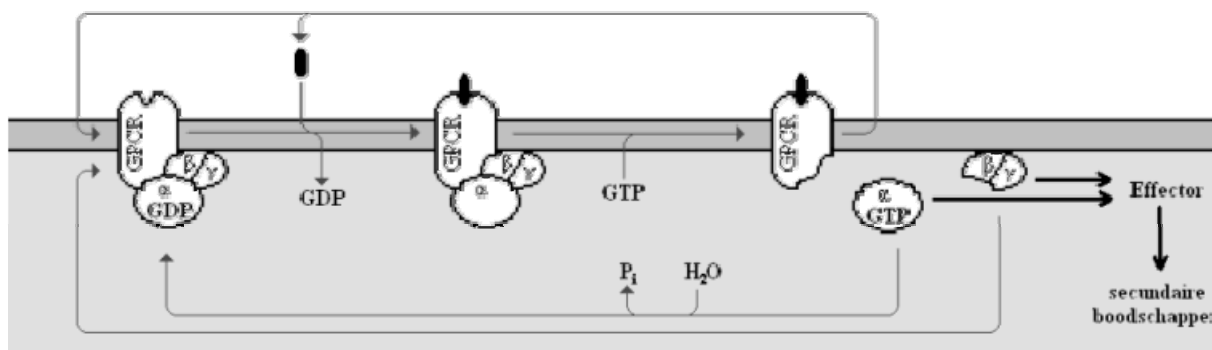 GPCR
β γ
α
GDP
GDP
GPCR
β γ
α
GTP
GPCR
α
GTP
β γ
Effector
secundaire
boodschapper
Pi
H₂O